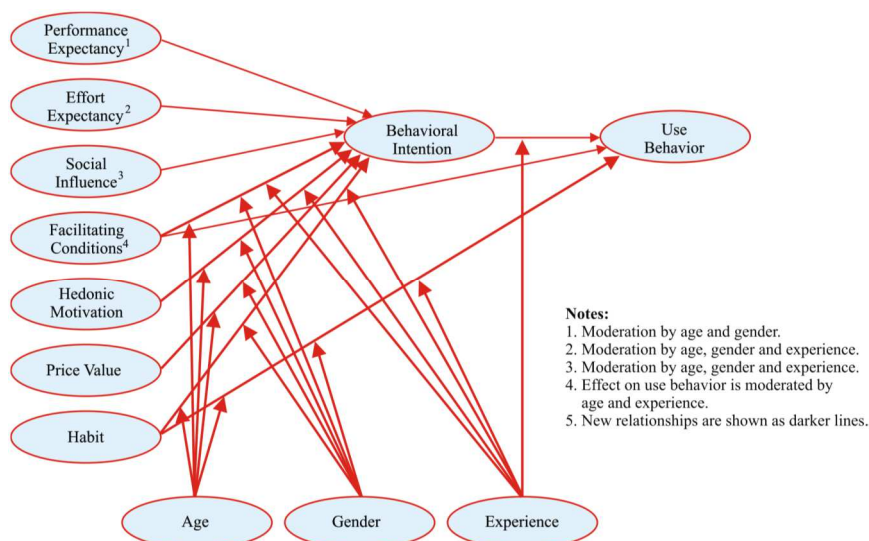 Performance
Expectancy1
Effort
Expectancy2
Social
Influence3
Facilitating
Conditions4
Hedonic
Motivation
Price Value
Habit
Behavioral
Intention
Use
Behavior
Age
Gender
Experience
Notes:
1. Moderation by age and gender.
2. Moderation by age, gender and experience.
3. Moderation by age, gender and experience.
4. Effect on use behavior is moderated by
age and experience.
5. New relationships are shown as darker lines.